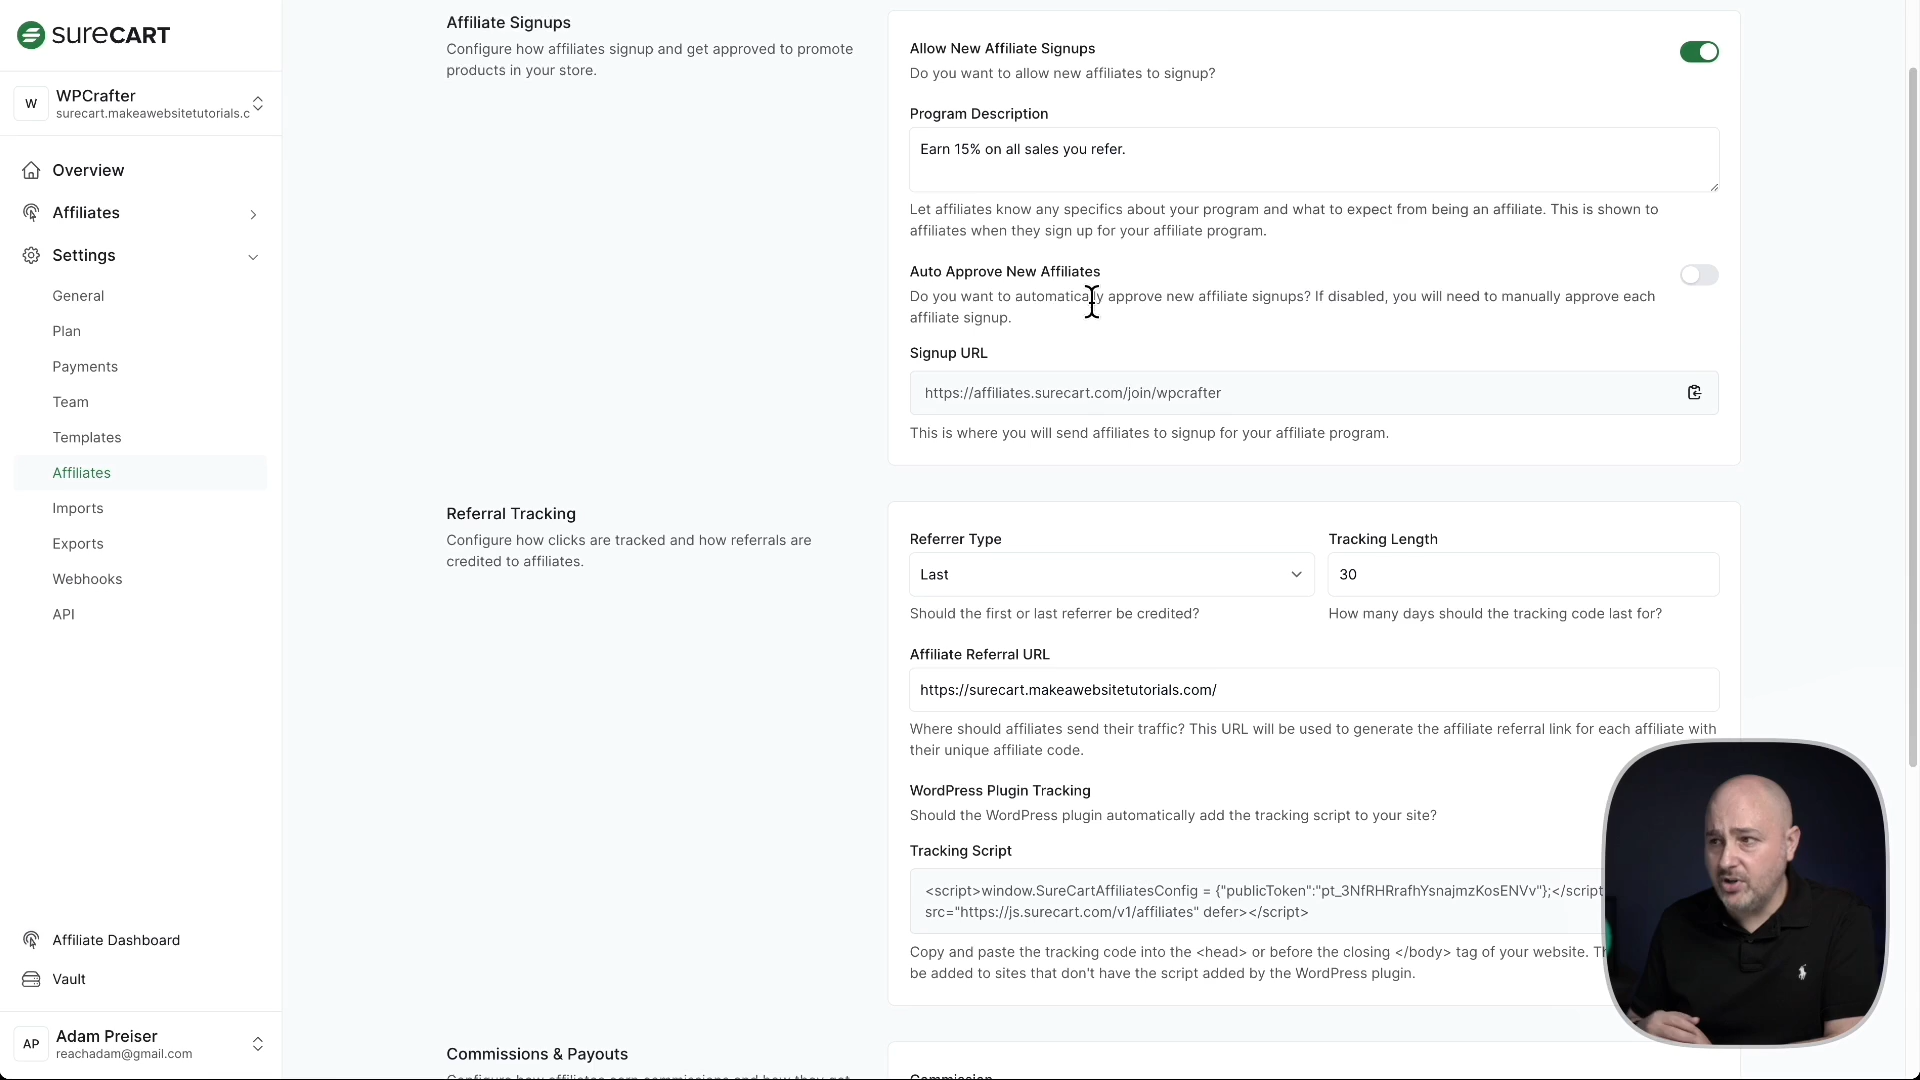 SURECART
W
WPCrafter
surecart.makeawebsitetutorials.c
Overview
Affiliates
Settings
General
Plan
Payments
Team
Templates
Affiliates
Imports
Exports
Webhooks
API
Affiliate Dashboard
Vault
AP
Adam Preiser
reachadam@gmail.com
Affiliate Signups
Configure how affiliates signup and get approved to promote
products in your store.
Allow New Affiliate Signups
Do you want to allow new affiliates to signup?
Program Description
Earn 15% on all sales you refer.
Let affiliates know any specifics about your program and what to expect from being an affiliate. This is shown to
affiliates when they sign up for your affiliate program.
Auto Approve New Affiliates
Do you want to automatically approve new affiliate signups? If disabled, you will need to manually approve each
affiliate signup.
Signup URL
https://affiliates.surecart.com/join/wpcrafter
This is where you will send affiliates to signup for your affiliate program.
Referral Tracking
Configure how clicks are tracked and how referrals are
credited to affiliates.
Referrer Type
Last
Should the first or last referrer be credited?
Tracking Length
30
How many days should the tracking code last for?
Affiliate Referral URL
https://surecart.makeawebsitetutorials.com/
Where should affiliates send their traffic? This URL will be used to generate the affiliate referral link for each affiliate with
their unique affiliate code.
WordPress Plugin Tracking
Should the WordPress plugin automatically add the tracking script to your site?
Tracking Script
<script>window.SureCartAffiliatesConfig = {"publicToken":"pt_3NfRHRrafhYsnajmzKosENVv"};</script
src="https://js.surecart.com/v1/affiliates" defer></script>
Copy and paste the tracking code into the <head> or before the closing </body> tag of your website. Th
be added to sites that don't have the script added by the WordPress plugin.
Commissions & Payouts
Configure how affiliates earn commissions and how they get
Commission